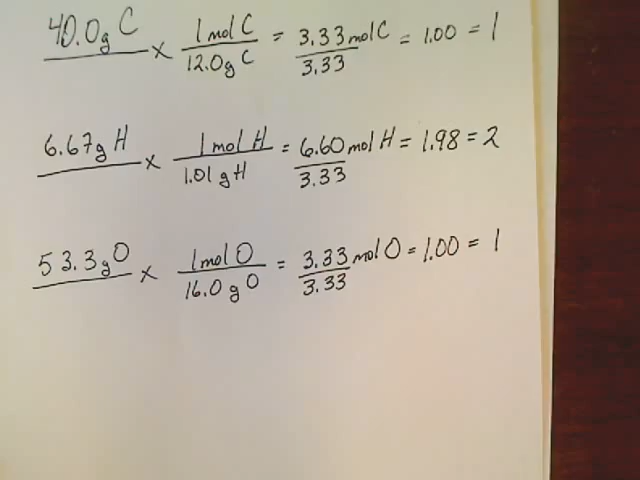 40.0g C × 1 mol C / 12.0g C = 3.33 mol C / 3.33 = 1.00 = 1
6.67g H × 1 mol H / 1.01 g H = 6.60 mol H / 3.33 = 1.98 = 2
53.3g O × 1 mol O / 16.0 g O = 3.33 mol O / 3.33 = 1.00 = 1